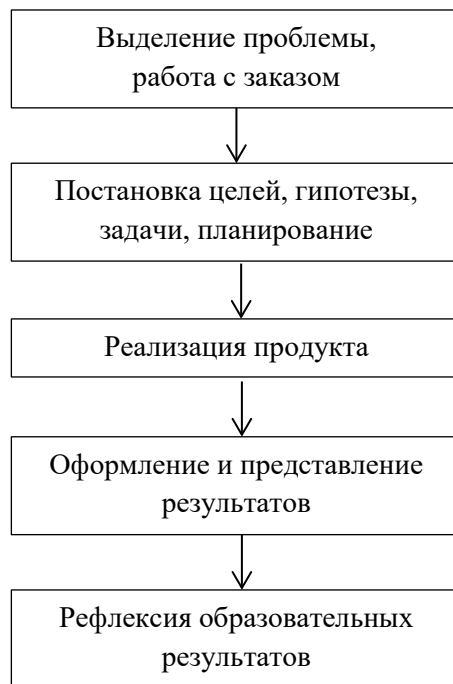 Выделение проблемы,
работа с заказом
Постановка целей, гипотезы,
задачи, планирование
Реализация продукта
Оформление и представление
результатов
Рефлексия образовательных
результатов